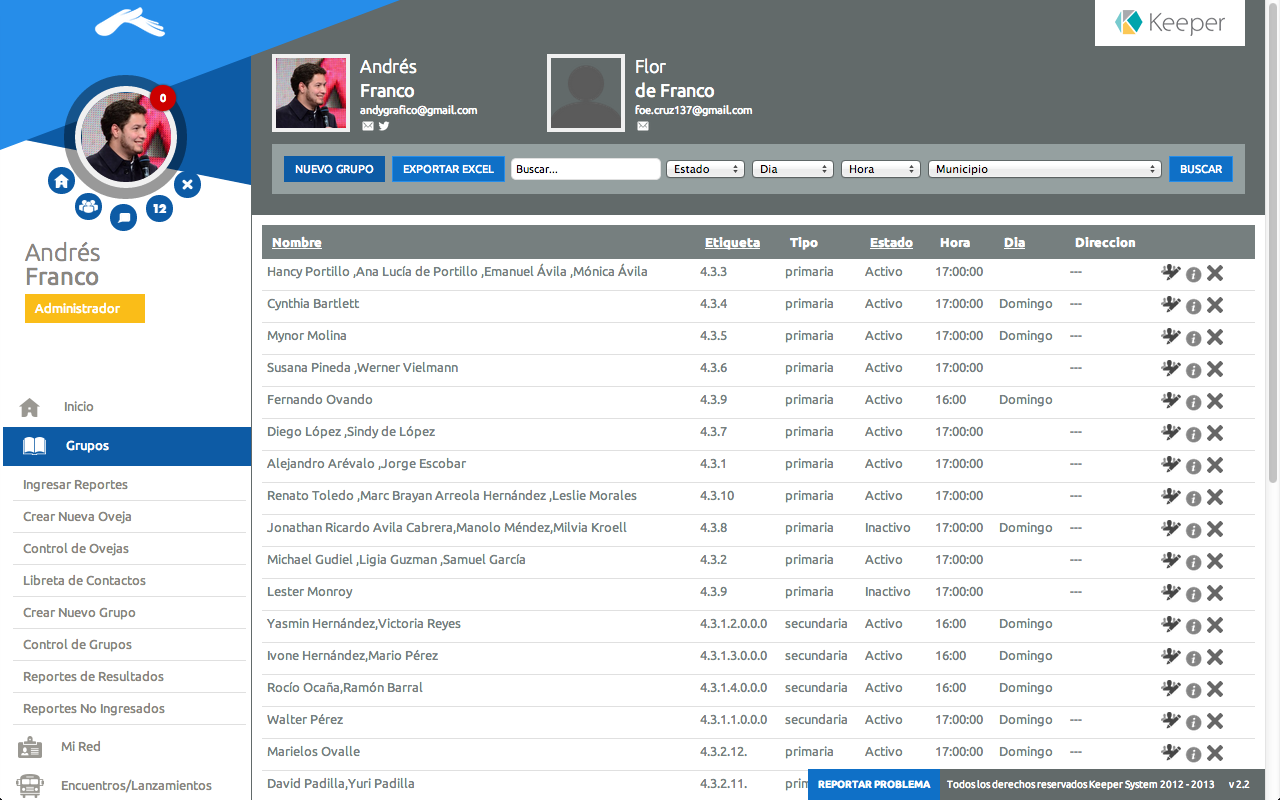 Keeper
0
12
Andrés
Franco
Administrador
Inicio
Grupos
Ingresar Reportes
Crear Nueva Oveja
Control de Ovejas
Libreta de Contactos
Crear Nuevo Grupo
Control de Grupos
Reportes de Resultados
Reportes No Ingresados
Mi Red
Encuentros/Lanzamientos
Andrés
Franco
andygrafico@gmail.com
Flor
de Franco
foe.cruz137@gmail.com
NUEVO GRUPO EXPORTAR EXCEL Buscar... Estado Dia Hora Municipio BUSCAR
Nombre Etiqueta Tipo Estado Hora Dia Direccion
Hancy Portillo ,Ana Lucía de Portillo ,Emanuel Ávila ,Mónica Ávila 4.3.3 primaria Activo 17:00:00 ---
Cynthia Bartlett 4.3.4 primaria Activo 17:00:00 Domingo ---
Mynor Molina 4.3.5 primaria Activo 17:00:00 Domingo ---
Susana Pineda ,Werner Vielmann 4.3.6 primaria Activo 17:00:00 ---
Fernando Ovando 4.3.9 primaria Activo 16:00 Domingo
Diego López ,Sindy de López 4.3.7 primaria Activo 17:00:00 ---
Alejandro Arévalo ,Jorge Escobar 4.3.1 primaria Activo 17:00:00 ---
Renato Toledo ,Marc Brayan Arreola Hernández ,Leslie Morales 4.3.10 primaria Activo 17:00:00 ---
Jonathan Ricardo Avila Cabrera,Manolo Méndez,Milvia Kroell 4.3.8 primaria Inactivo 17:00:00 Domingo ---
Michael Gudiel ,Ligia Guzman ,Samuel García 4.3.2 primaria Activo 17:00:00 ---
Lester Monroy 4.3.9 primaria Inactivo 17:00:00 ---
Yasmin Hernández,Victoria Reyes 4.3.1.2.0.0.0 secundaria Activo 16:00 Domingo
Ivone Hernández,Mario Pérez 4.3.1.3.0.0.0 secundaria Activo 16:00 Domingo
Rocío Ocaña,Ramón Barral 4.3.1.4.0.0.0 secundaria Activo 16:00 Domingo
Walter Pérez 4.3.1.1.0.0.0 secundaria Activo 17:00:00 Domingo ---
Marielos Ovalle 4.3.2.12. primaria Activo 17:00:00 Domingo ---
David Padilla,Yuri Padilla 4.3.2.11.
REPORTAR PROBLEMA Todos los derechos reservados Keeper System 2012 - 2013 v 2.2